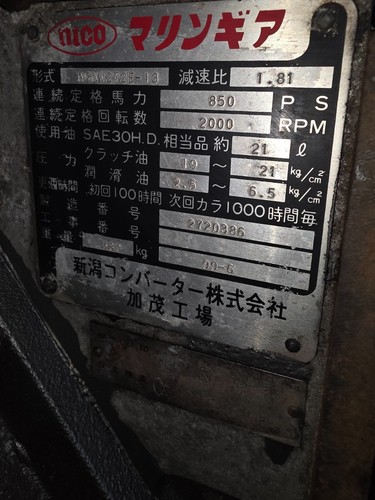 nico マリンギア
形式 減速比 1.81
連続定格馬力 850 PS
連続定格回転数 2000 RPM
使用油 SAE30H.D.相当品約 21 ℓ
圧力 クラッチ油 19 ～ 21 kg/cm²
潤滑油 2.5 ～ 6.5 kg/cm²
時間 初回100時間 次回カラ1000時間毎
製造番号 2720386
事番号
重量 kg
新潟コンバーター株式会社
加茂工場